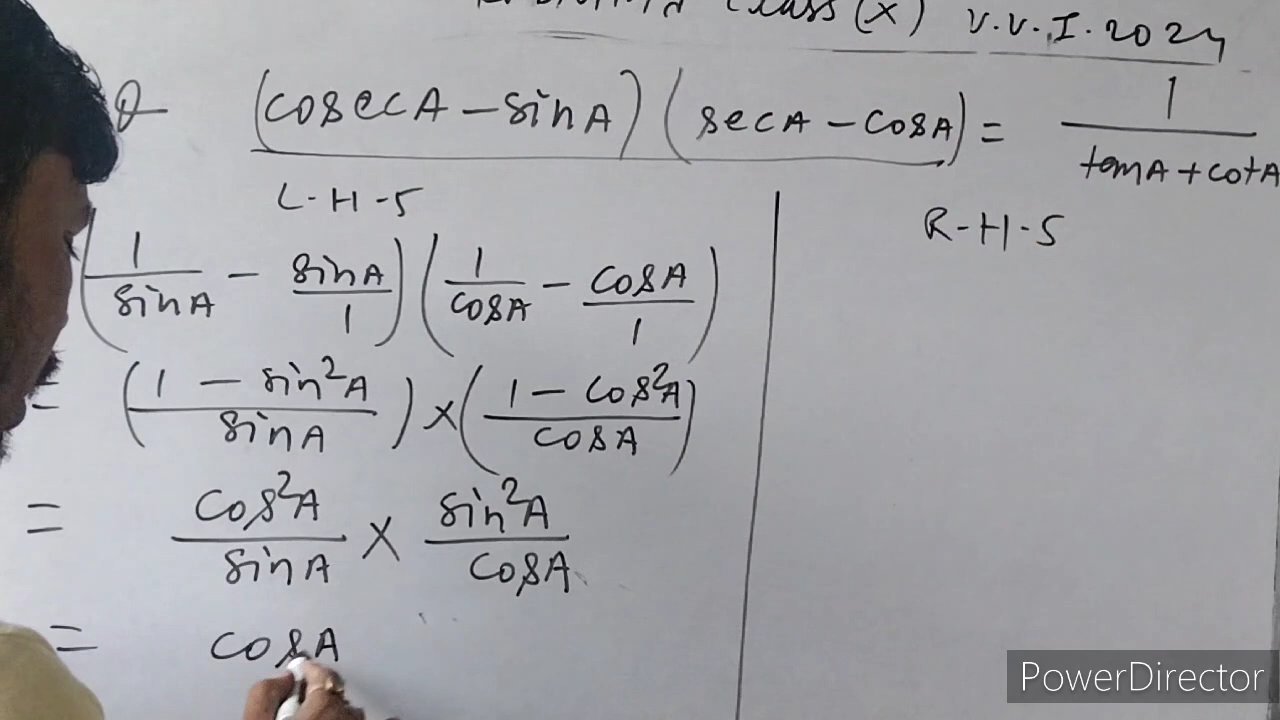 Class (X) V.V.I. 2024
Q (cosecA - sinA) (secA - cosA) = 1/(tanA + cotA)
L-H-S
R-H-S
(1/sinA - sinA/1) (1/cosA - cosA/1)
= (1 - sin²A / sinA) × (1 - cos²A / cosA)
= cos²A/sinA × sin²A/cosA
= cosA
PowerDirector